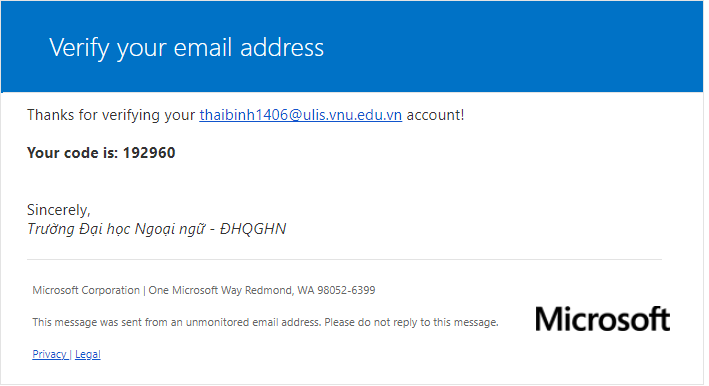 Verify your email address
Thanks for verifying your thaibinh1406@ulis.vnu.edu.vn account!
Your code is: 192960
Sincerely,
Trường Đại học Ngoại ngữ - ĐHQGHN
Microsoft Corporation | One Microsoft Way Redmond, WA 98052-6399
This message was sent from an unmonitored email address. Please do not reply to this message.
Microsoft
Privacy | Legal